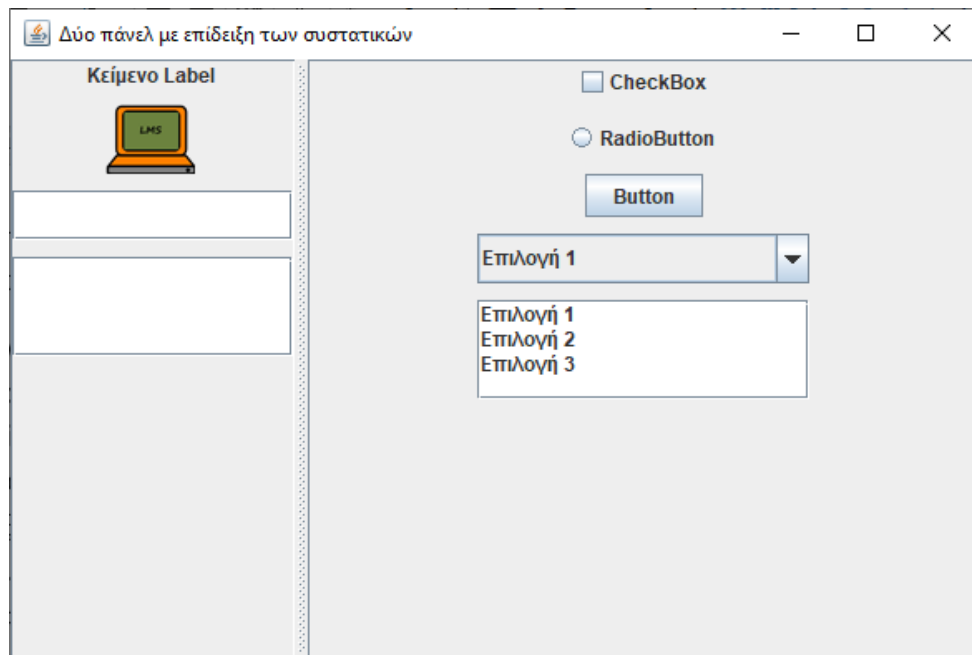 Δύο πάνελ με επίδειξη των συστατικών
Κείμενο Label
LMS
CheckBox
RadioButton
Button
Επιλογή 1
Επιλογή 1
Επιλογή 2
Επιλογή 3